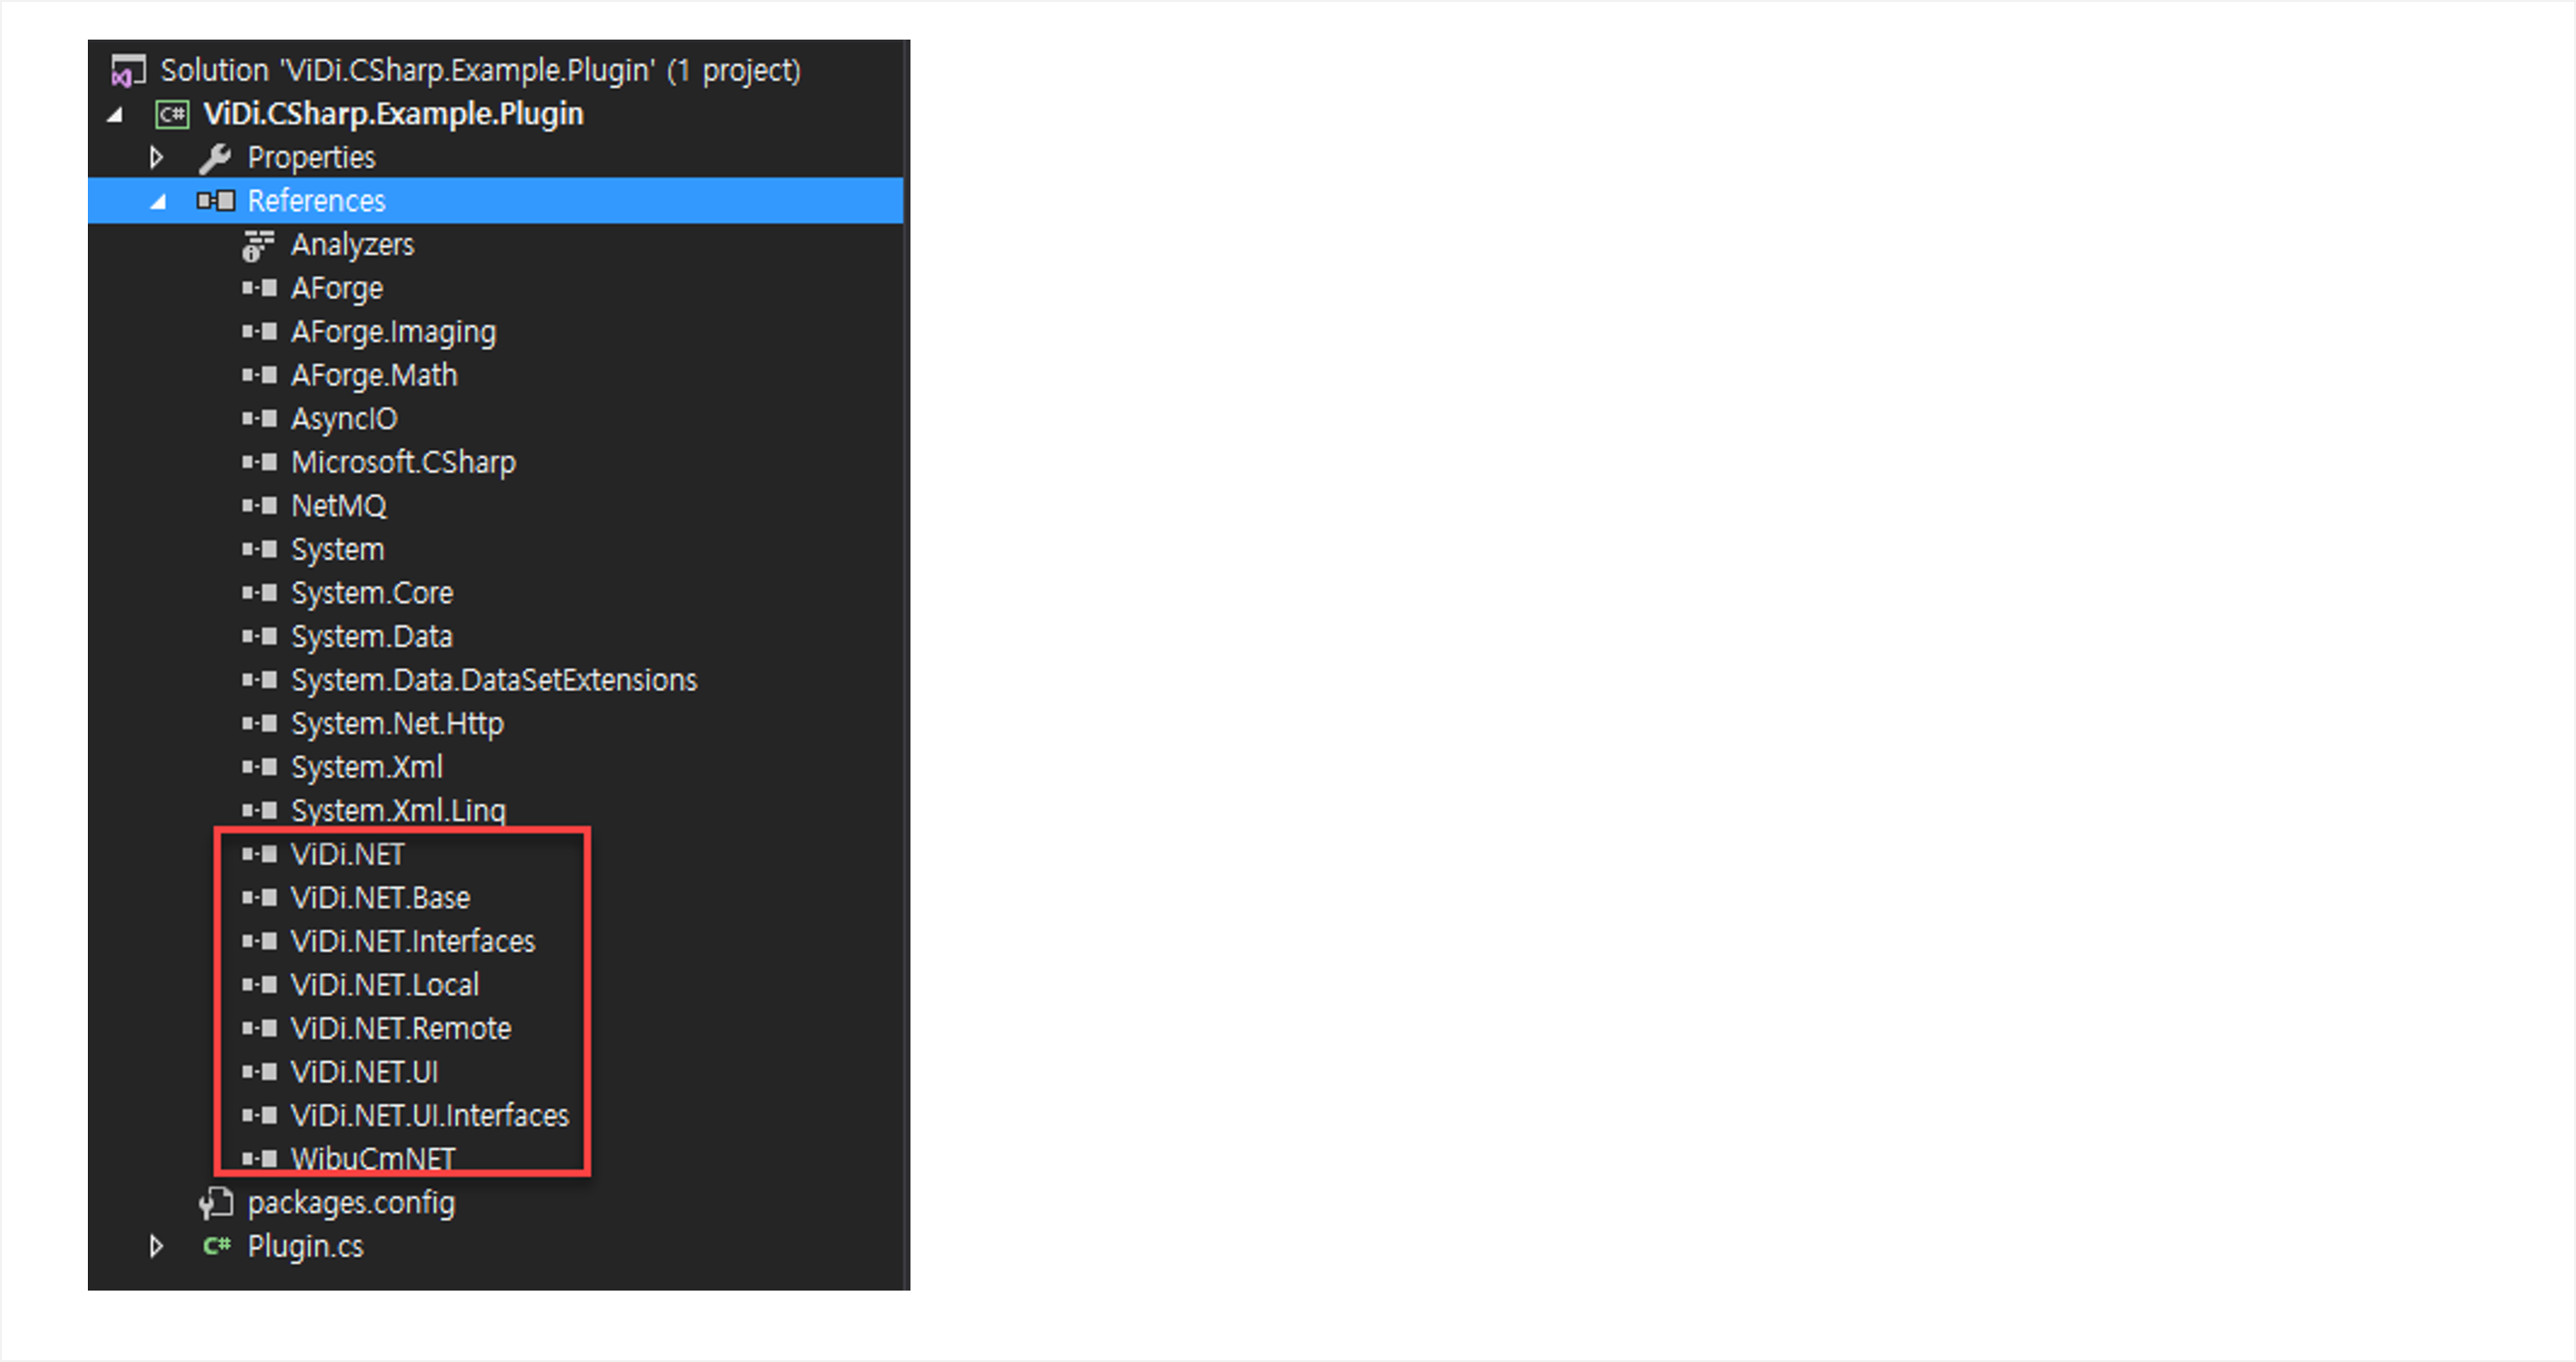 Solution 'ViDi.CSharp.Example.Plugin' (1 project)
C# ViDi.CSharp.Example.Plugin
Properties
References
Analyzers
AForge
AForge.Imaging
AForge.Math
AsyncIO
Microsoft.CSharp
NetMQ
System
System.Core
System.Data
System.Data.DataSetExtensions
System.Net.Http
System.Xml
System.Xml.Linq
ViDi.NET
ViDi.NET.Base
ViDi.NET.Interfaces
ViDi.NET.Local
ViDi.NET.Remote
ViDi.NET.UI
ViDi.NET.UI.Interfaces
WibuCmNET
packages.config
C# Plugin.cs